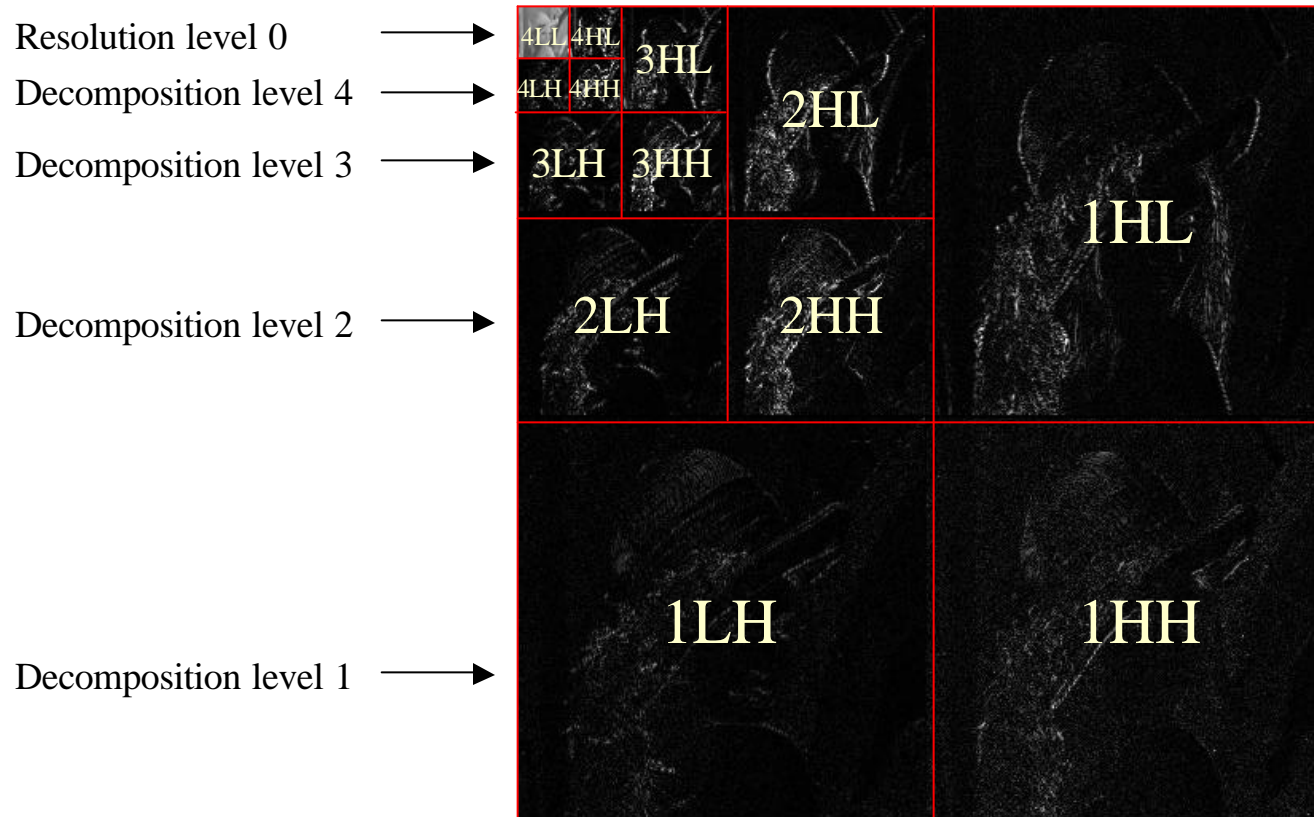 Resolution level 0
4LL 4HL
3HL
Decomposition level 4
4LH 4HH
2HL
Decomposition level 3
3LH 3HH
1HL
Decomposition level 2
2LH 2HH
1LH 1HH
Decomposition level 1